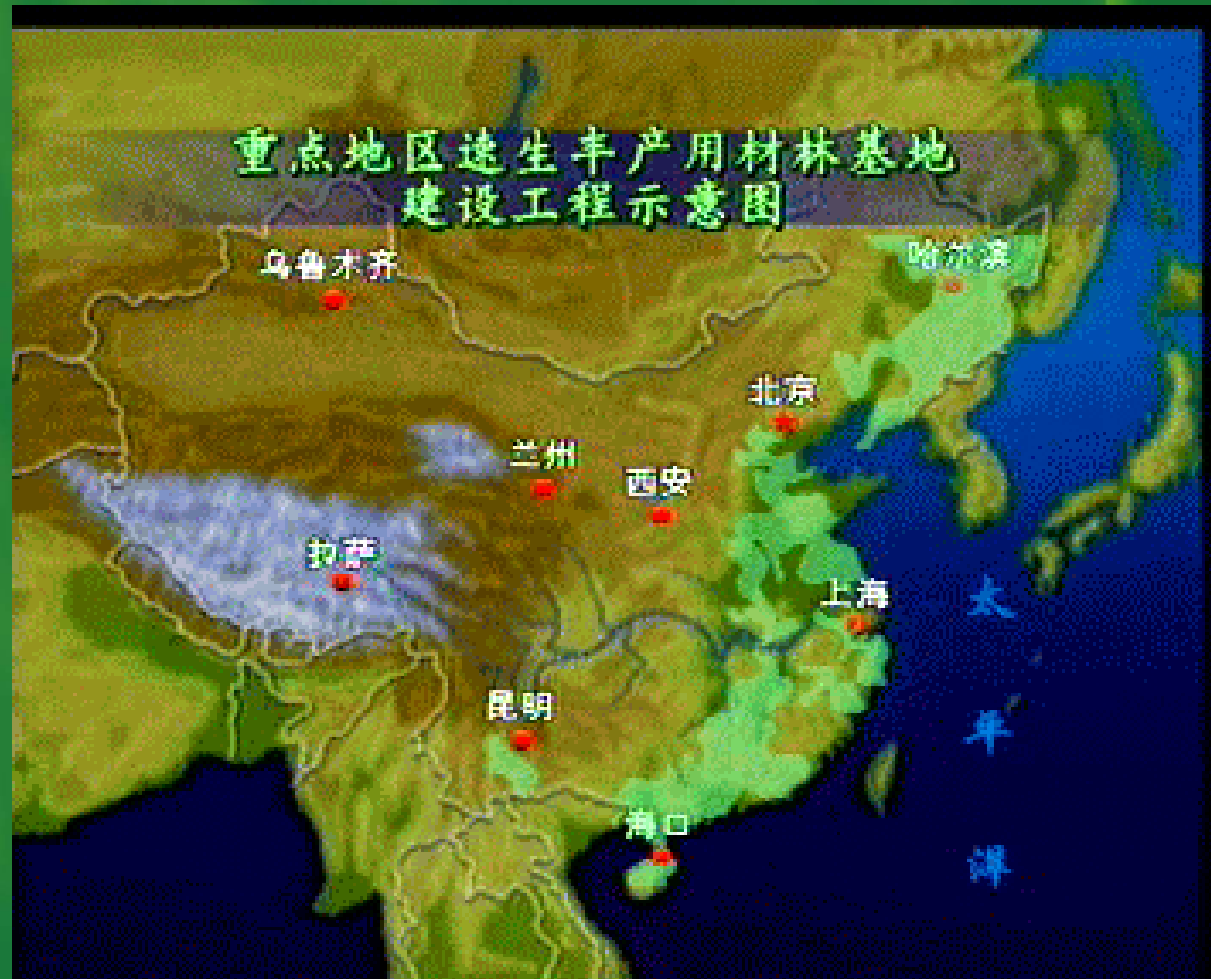 重点地区速生丰产用材林基地
建设工程示意图
乌鲁木齐
哈尔滨
北京
兰州
西安
拉萨
上海
昆明
海口
太
平
洋